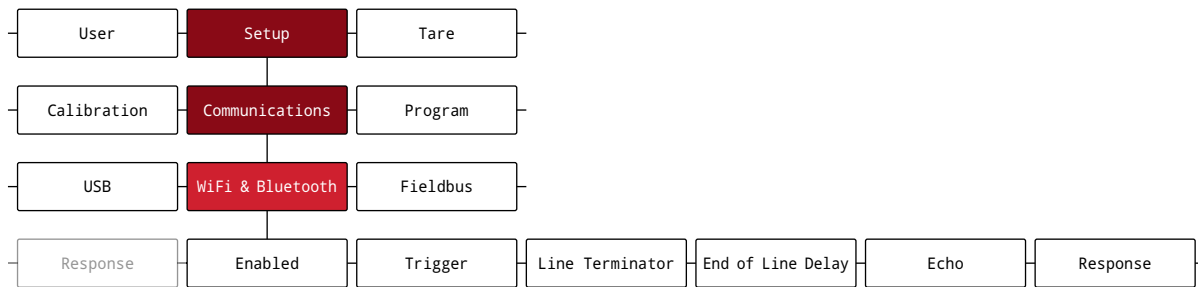 User Setup Tare
Calibration Communications Program
USB WiFi & Bluetooth Fieldbus
Response Enabled Trigger Line Terminator End of Line Delay Echo Response